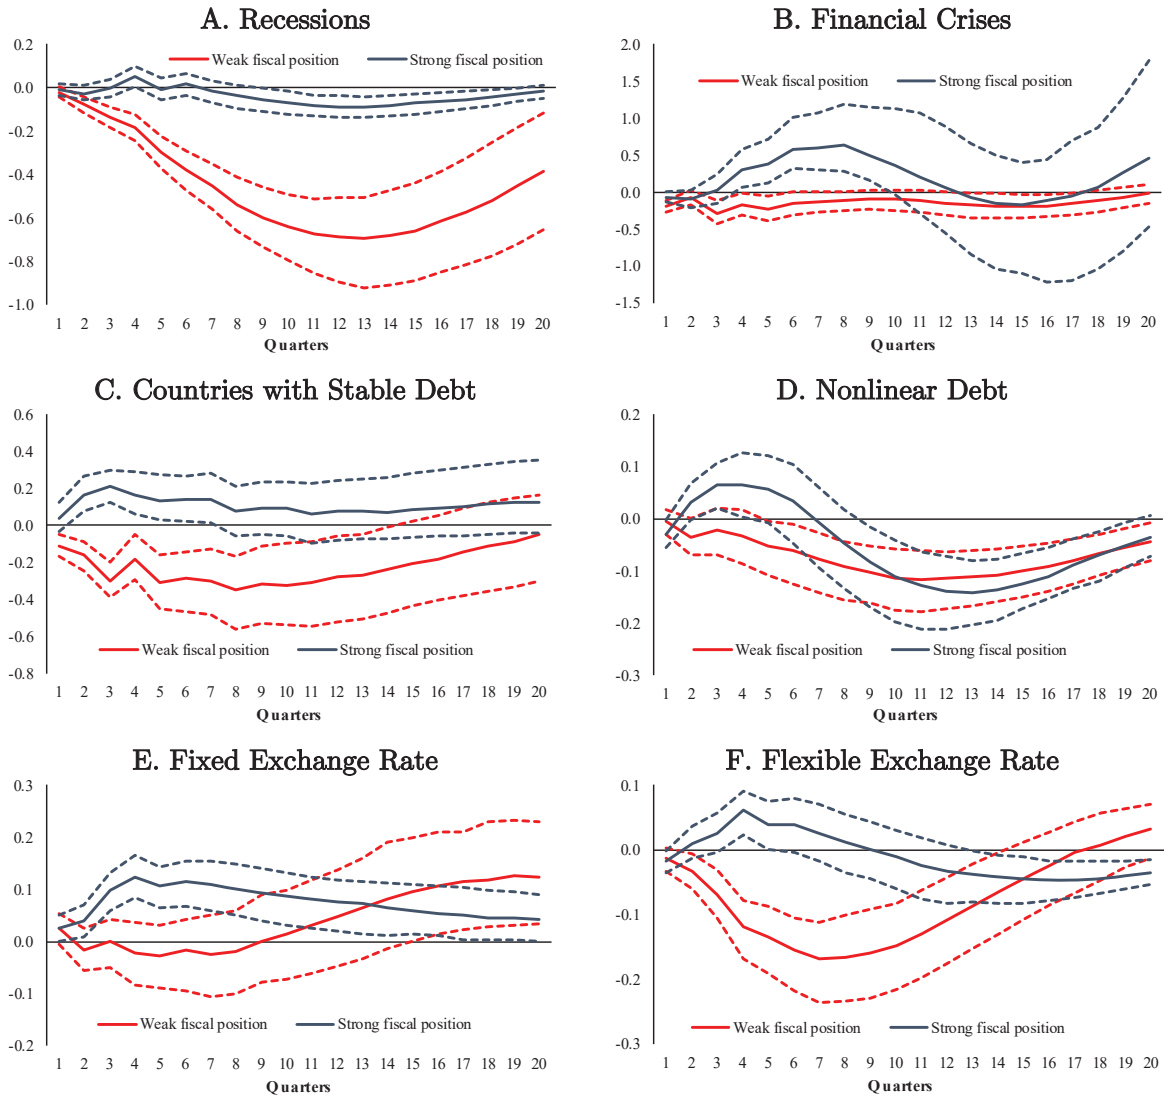 A. Recessions
0.2
0.0
-0.2
-0.4
-0.6
-0.8
-1.0
Weak fiscal position Strong fiscal position
1 2 3 4 5 6 7 8 9 10 11 12 13 14 15 16 17 18 19 20
Quarters
B. Financial Crises
2.0
1.5
1.0
0.5
0.0
-0.5
-1.0
-1.5
Weak fiscal position Strong fiscal position
1 2 3 4 5 6 7 8 9 10 11 12 13 14 15 16 17 18 19 20
Quarters
C. Countries with Stable Debt
0.6
0.4
0.2
0.0
-0.2
-0.4
-0.6
-0.8
Weak fiscal position Strong fiscal position
1 2 3 4 5 6 7 8 9 10 11 12 13 14 15 16 17 18 19 20
Quarters
D. Nonlinear Debt
0.2
0.1
0.0
-0.1
-0.2
-0.3
Weak fiscal position Strong fiscal position
1 2 3 4 5 6 7 8 9 10 11 12 13 14 15 16 17 18 19 20
Quarters
E. Fixed Exchange Rate
0.3
0.2
0.1
0.0
-0.1
-0.2
Weak fiscal position Strong fiscal position
1 2 3 4 5 6 7 8 9 10 11 12 13 14 15 16 17 18 19 20
Quarters
F. Flexible Exchange Rate
0.1
0.0
-0.1
-0.2
-0.3
Weak fiscal position Strong fiscal position
1 2 3 4 5 6 7 8 9 10 11 12 13 14 15 16 17 18 19 20
Quarters